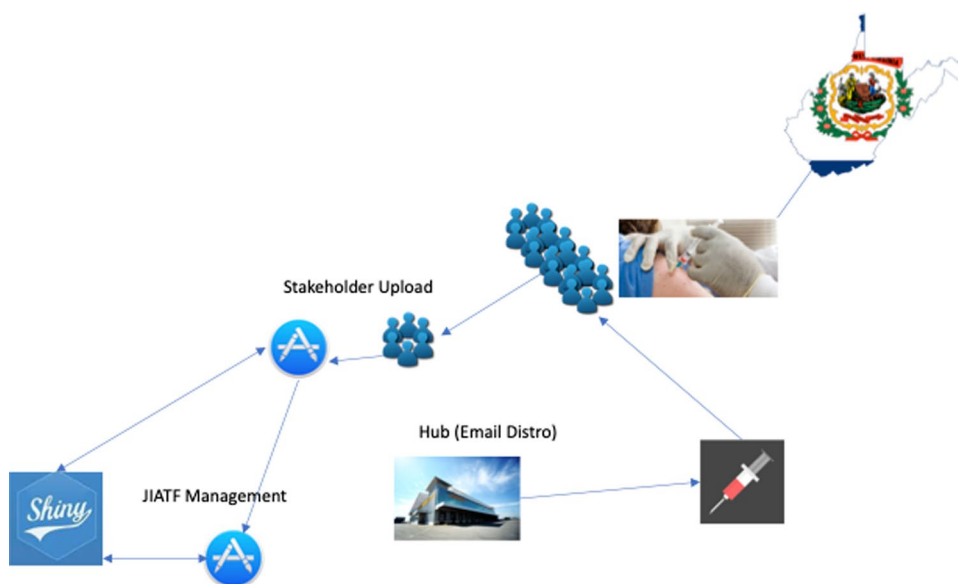 Stakeholder Upload
Hub (Email Distro)
Shiny
JIATF Management